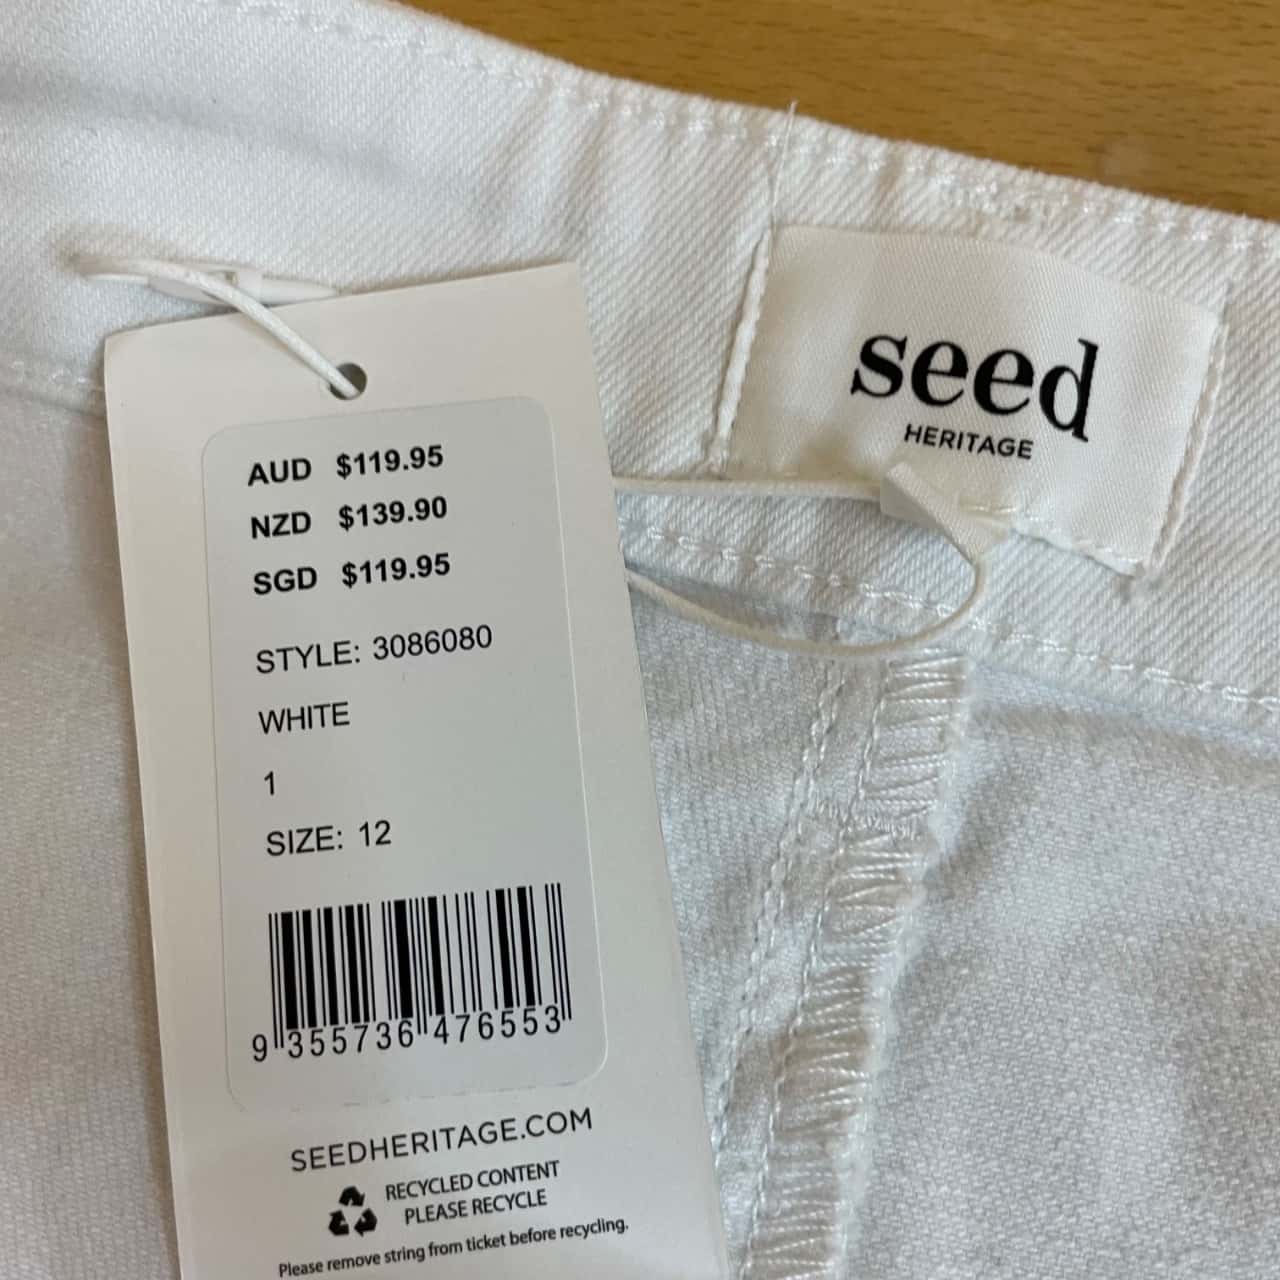 seed
HERITAGE
AUD $119.95
NZD $139.90
SGD $119.95
STYLE: 3086080
WHITE
1
SIZE: 12
9 355736 476553
SEEDHERITAGE.COM
RECYCLED CONTENT
PLEASE RECYCLE
Please remove string from ticket before recycling.